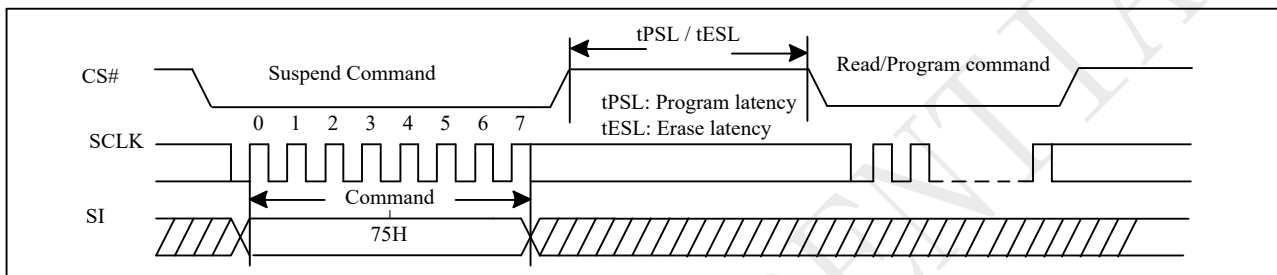 tPSL / tESL
CS#
Suspend Command
Read/Program command
tPSL: Program latency
tESL: Erase latency
0 1 2 3 4 5 6 7
SCLK
Command
SI
75H